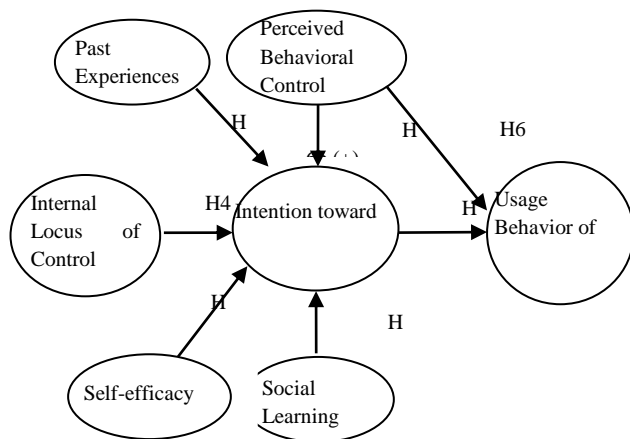 Past
Experiences
Perceived
Behavioral
Control
H
H
H6
(+)
Internal
Locus of
Control
H4
Intention toward
H
Usage
Behavior of
H
H
Self-efficacy
Social
Learning